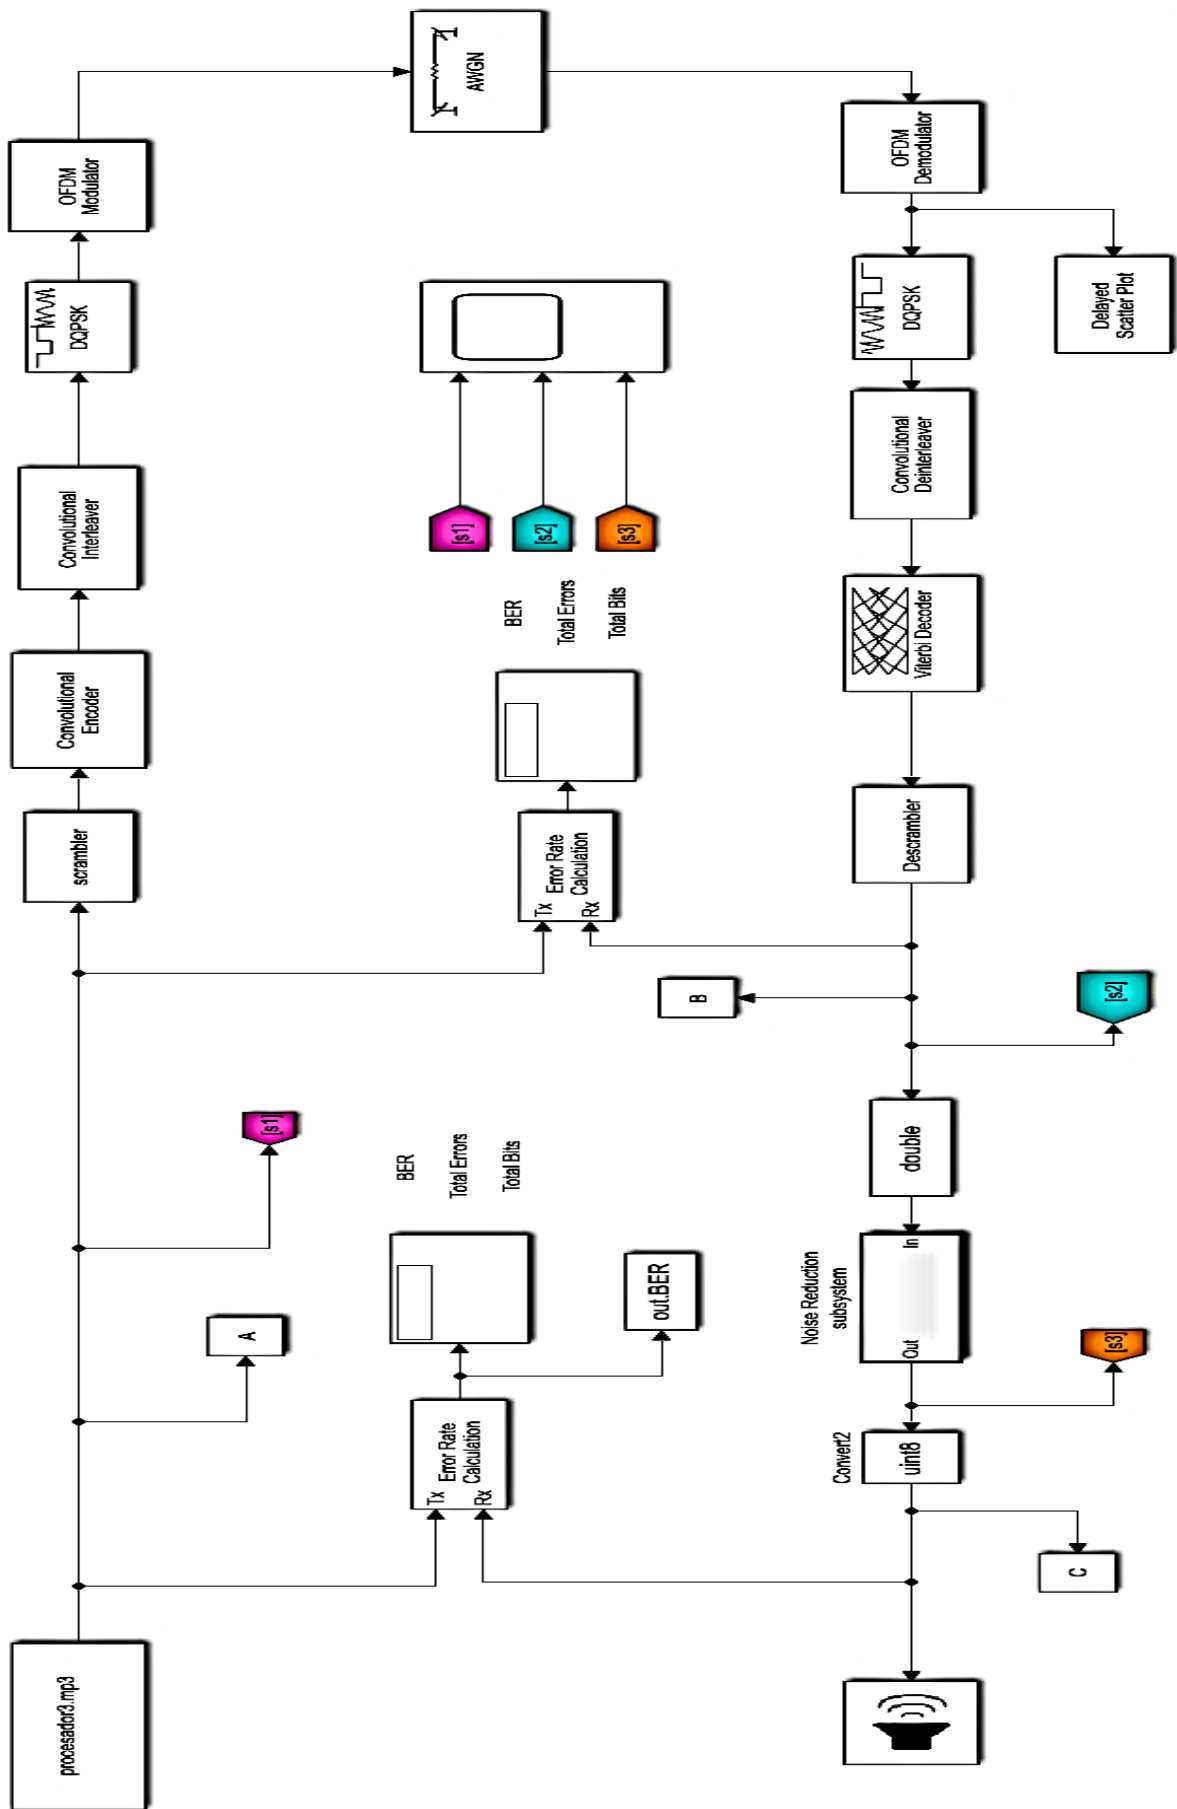 procesador3.mp3
scrambler
Convolutional
Encoder
Convolutional
Interleaver
DQPSK
OFDM
Modulator
AWGN
A
[s1]
Tx
Rx
Error Rate
Calculation
BER
Total Errors
Total Bits
out.BER
Tx
Rx
Error Rate
Calculation
BER
Total Errors
Total Bits
[s1]
[s2]
[s3]
OFDM
Demodulator
Delayed
Scatter Plot
DQPSK
Convolutional
Deinterleaver
Viterbi Decoder
Descrambler
B
[s2]
double
Noise Reduction
subsystem
In
Out
[s3]
Convert2
uint8
C